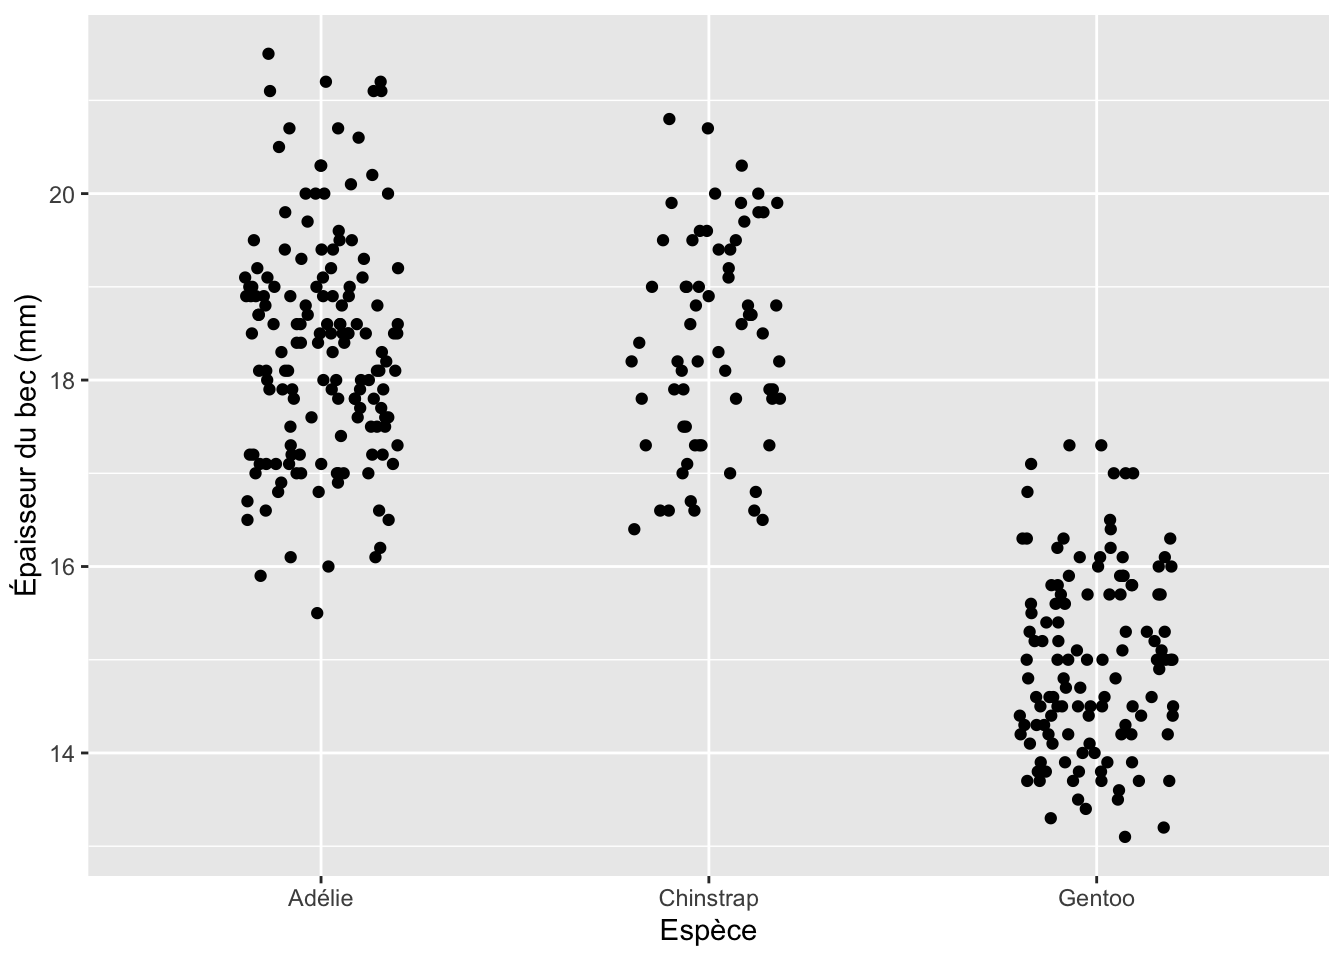 Épaisseur du bec (mm)
20
18
16
14
Adélie
Chinstrap
Gentoo
Espèce